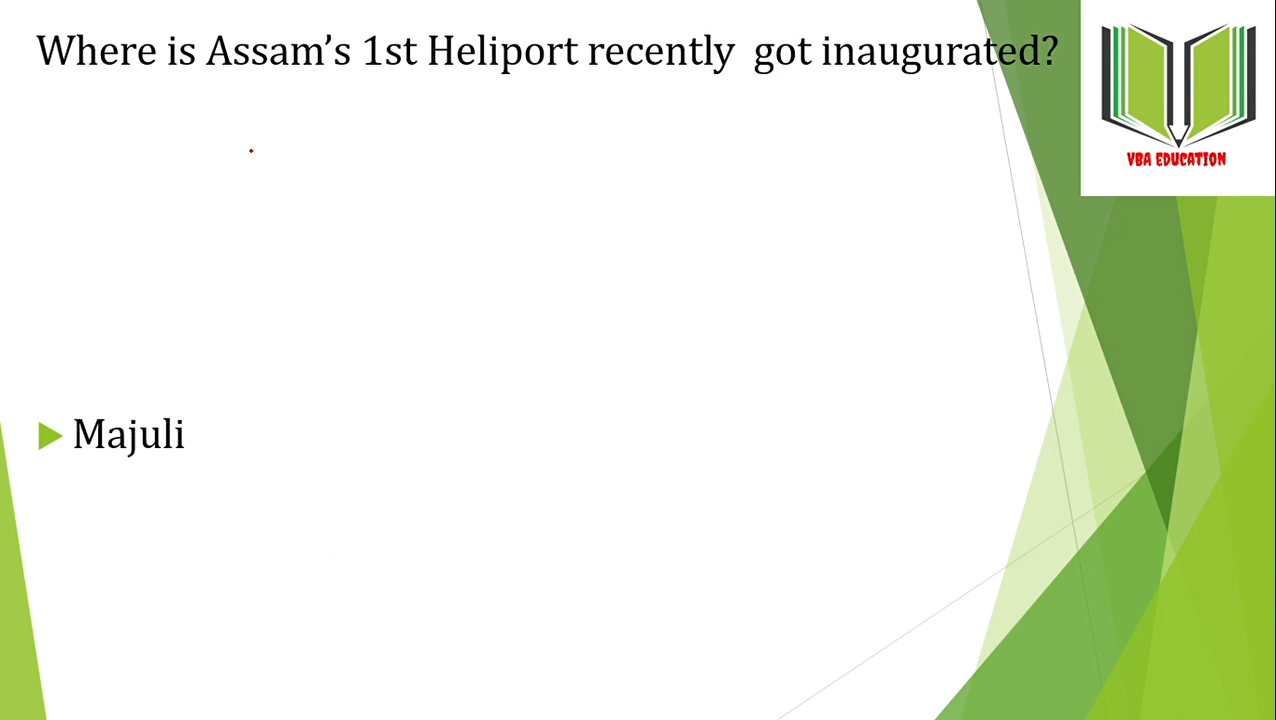 Where is Assam’s 1st Heliport recently  got inaugurated?
VBA EDUCATION
Majuli